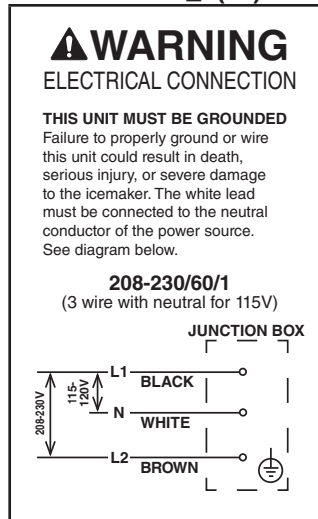 WARNING
ELECTRICAL CONNECTION
THIS UNIT MUST BE GROUNDED
Failure to properly ground or wire
this unit could result in death,
serious injury, or severe damage
to the icemaker. The white lead
must be connected to the neutral
conductor of the power source.
See diagram below.
208-230/60/1
(3 wire with neutral for 115V)
JUNCTION BOX
L1
BLACK
115-
120V
208-230V
N
WHITE
L2
BROWN